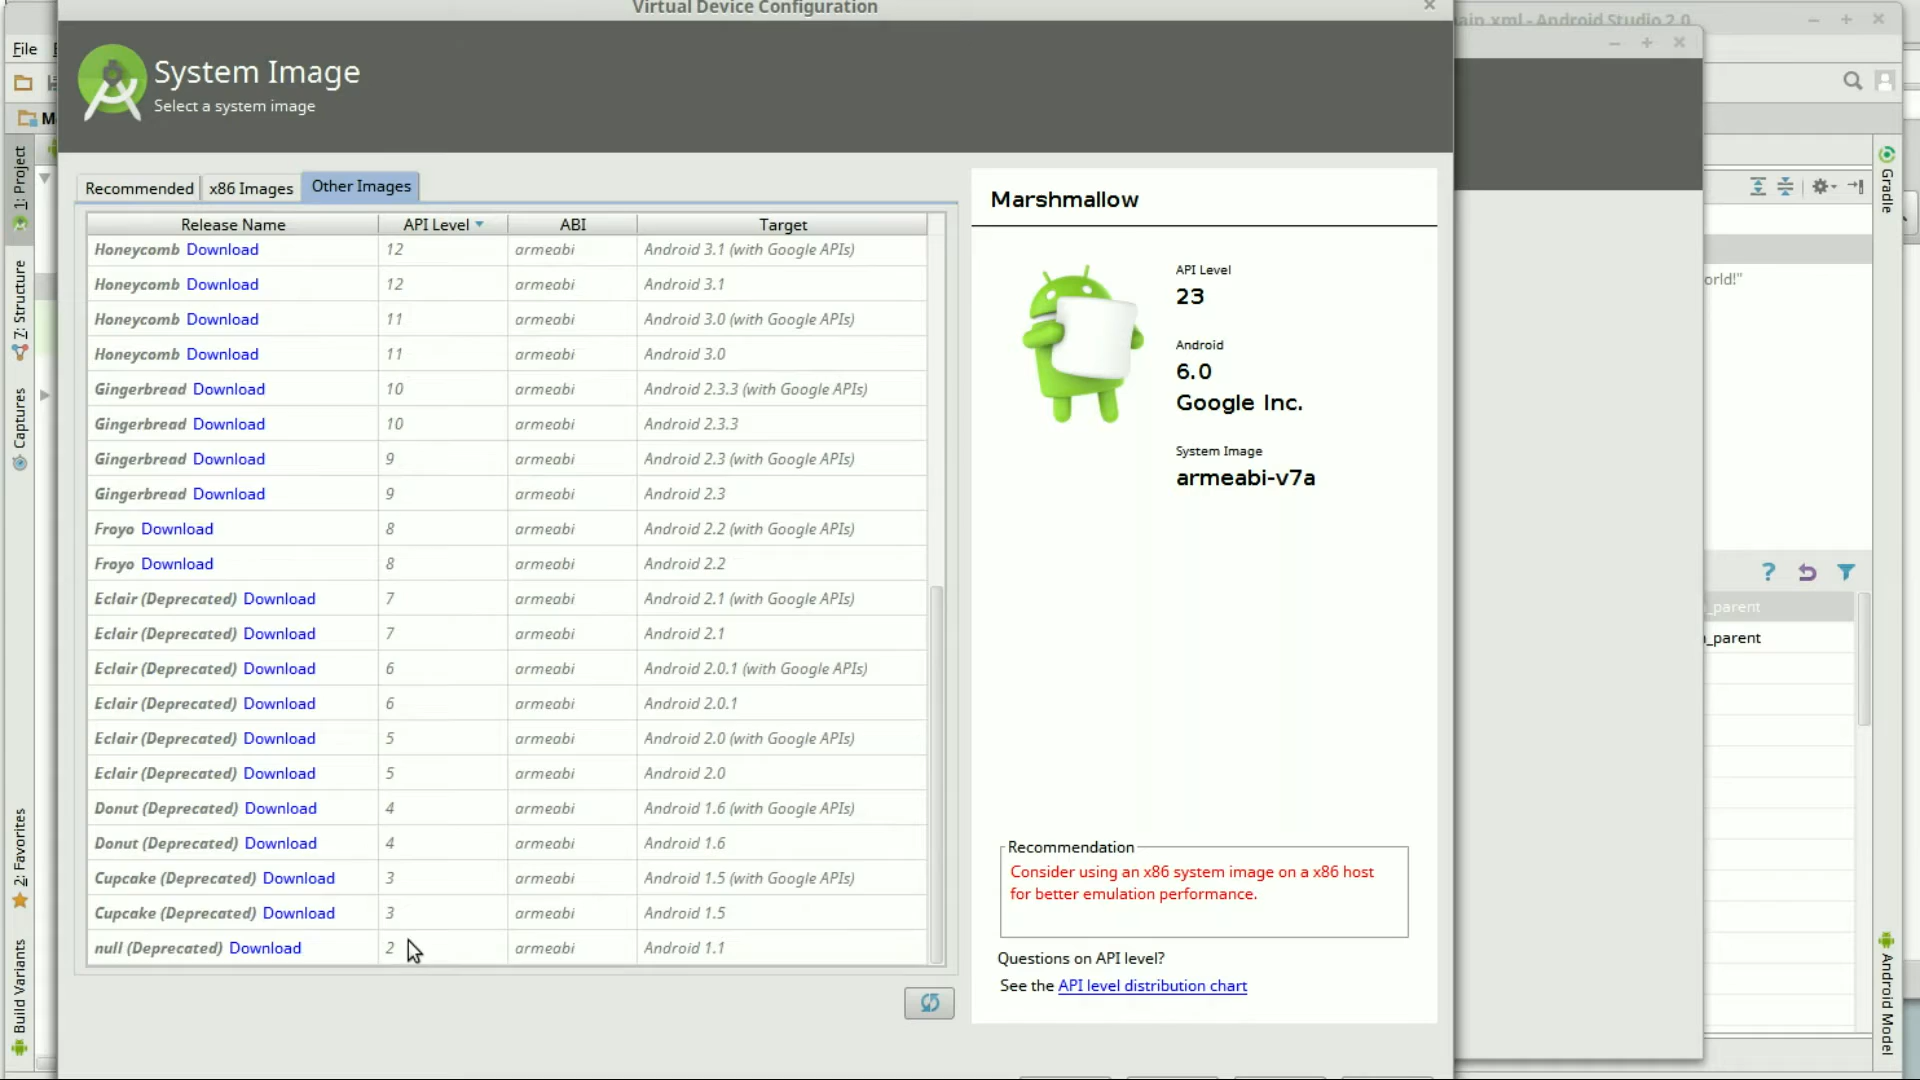 Virtual Device Configuration
ain.xml - Android Studio 2.0
File
System Image
Select a system image
1: Project
Z: Structure
Captures
2: Favorites
Build Variants
Recommended
x86 Images
Other Images
Release Name API Level ABI Target
Honeycomb Download 12 armeabi Android 3.1 (with Google APIs)
Honeycomb Download 12 armeabi Android 3.1
Honeycomb Download 11 armeabi Android 3.0 (with Google APIs)
Honeycomb Download 11 armeabi Android 3.0
Gingerbread Download 10 armeabi Android 2.3.3 (with Google APIs)
Gingerbread Download 10 armeabi Android 2.3.3
Gingerbread Download 9 armeabi Android 2.3 (with Google APIs)
Gingerbread Download 9 armeabi Android 2.3
Froyo Download 8 armeabi Android 2.2 (with Google APIs)
Froyo Download 8 armeabi Android 2.2
Eclair (Deprecated) Download 7 armeabi Android 2.1 (with Google APIs)
Eclair (Deprecated) Download 7 armeabi Android 2.1
Eclair (Deprecated) Download 6 armeabi Android 2.0.1 (with Google APIs)
Eclair (Deprecated) Download 6 armeabi Android 2.0.1
Eclair (Deprecated) Download 5 armeabi Android 2.0 (with Google APIs)
Eclair (Deprecated) Download 5 armeabi Android 2.0
Donut (Deprecated) Download 4 armeabi Android 1.6 (with Google APIs)
Donut (Deprecated) Download 4 armeabi Android 1.6
Cupcake (Deprecated) Download 3 armeabi Android 1.5 (with Google APIs)
Cupcake (Deprecated) Download 3 armeabi Android 1.5
null (Deprecated) Download 2 armeabi Android 1.1
Marshmallow
API Level
23
Android
6.0
Google Inc.
System Image
armeabi-v7a
Recommendation
Consider using an x86 system image on a x86 host
for better emulation performance.
Questions on API level?
See the API level distribution chart
orld!"
?
_parent
_parent
Gradle
Android Model